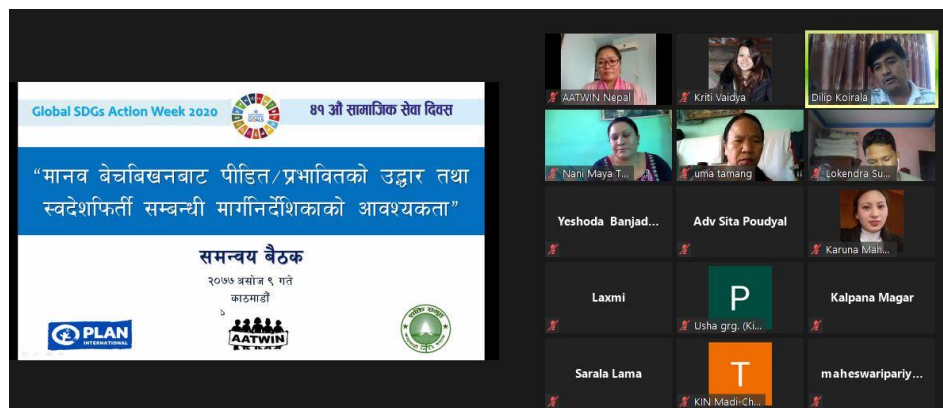 Global SDGs Action Week 2020
४१ औ सामाजिक सेवा दिवस
“मानव बेचबिखनबाट पीडित/प्रभावितको उद्धार तथा
स्वदेशफिर्ती सम्बन्धी मार्गनिर्देशिकाको आवश्यकता”
समन्वय बैठक
२०७७ असोज ९ गते
काठमाडौं
PLAN
INTERNATIONAL
AATWIN
AATWIN Nepal
Kriti Vaidya
Dilip Koirala
Nani Maya T...
uma tamang
Lokendra Su...
Yeshoda Banjad...
Adv Sita Poudyal
Karuna Mah...
Laxmi
P
Usha grg. (Ki...
Kalpana Magar
Sarala Lama
T
KIN Madi-Ch...
maheswaripariy...